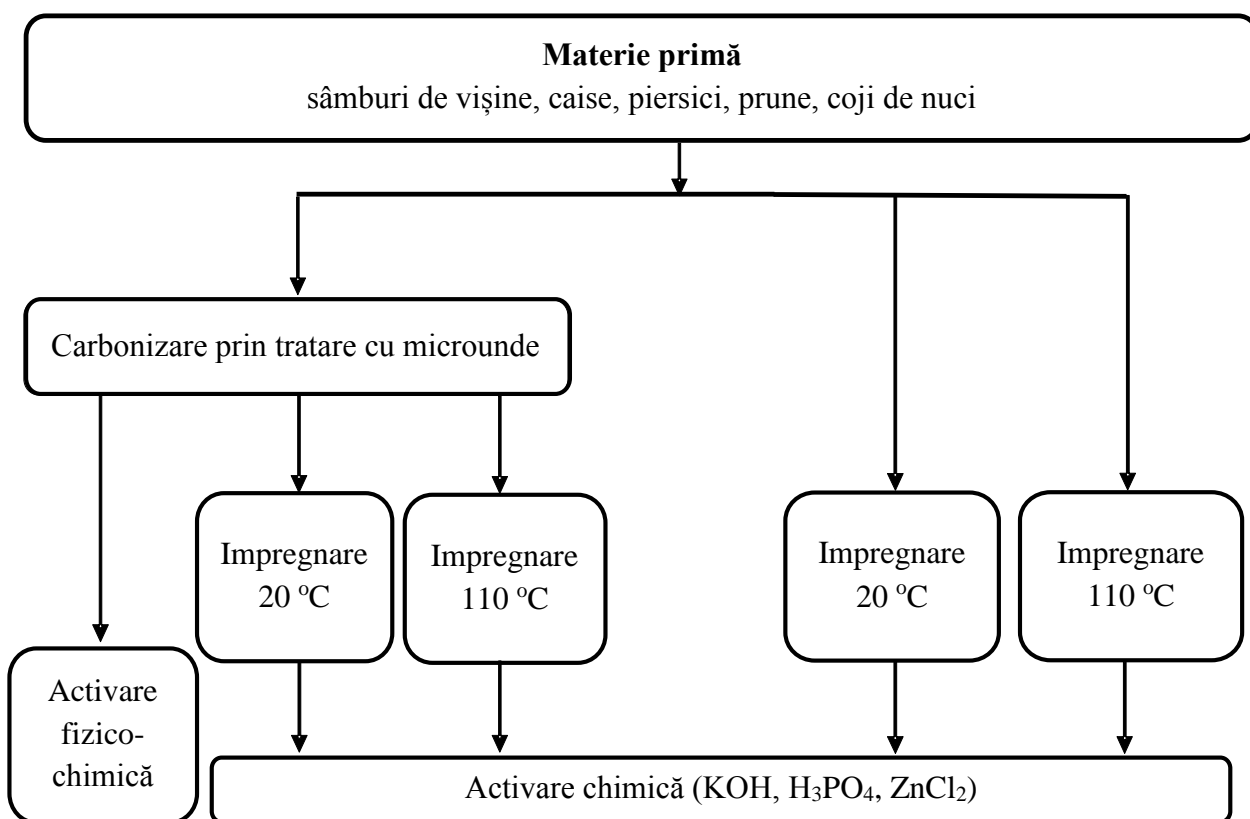 Materie primă
sâmburi de vișine, caise, piersici, prune, coji de nuci
Carbonizare prin tratare cu microunde
Impregnare
20 ºC
Impregnare
110 ºC
Impregnare
20 ºC
Impregnare
110 ºC
Activare
fizico-
chimică
Activare chimică (KOH, H₃PO₄, ZnCl₂)